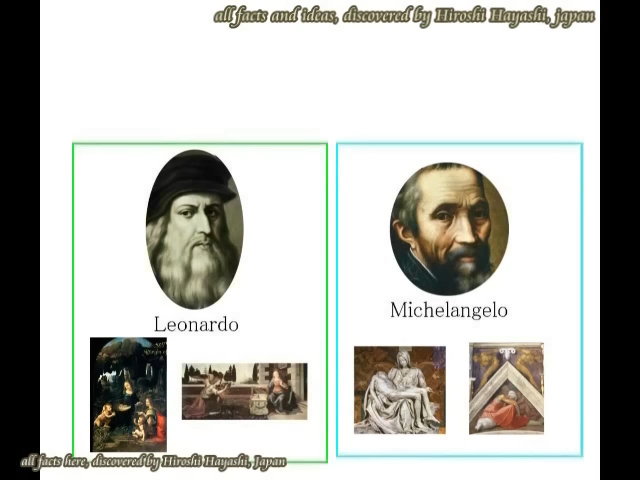 all facts and ideas, discovered by Hiroshi Hayashi, japan
Leonardo
Michelangelo
all facts here, discovered by Hiroshi Hayashi, Japan